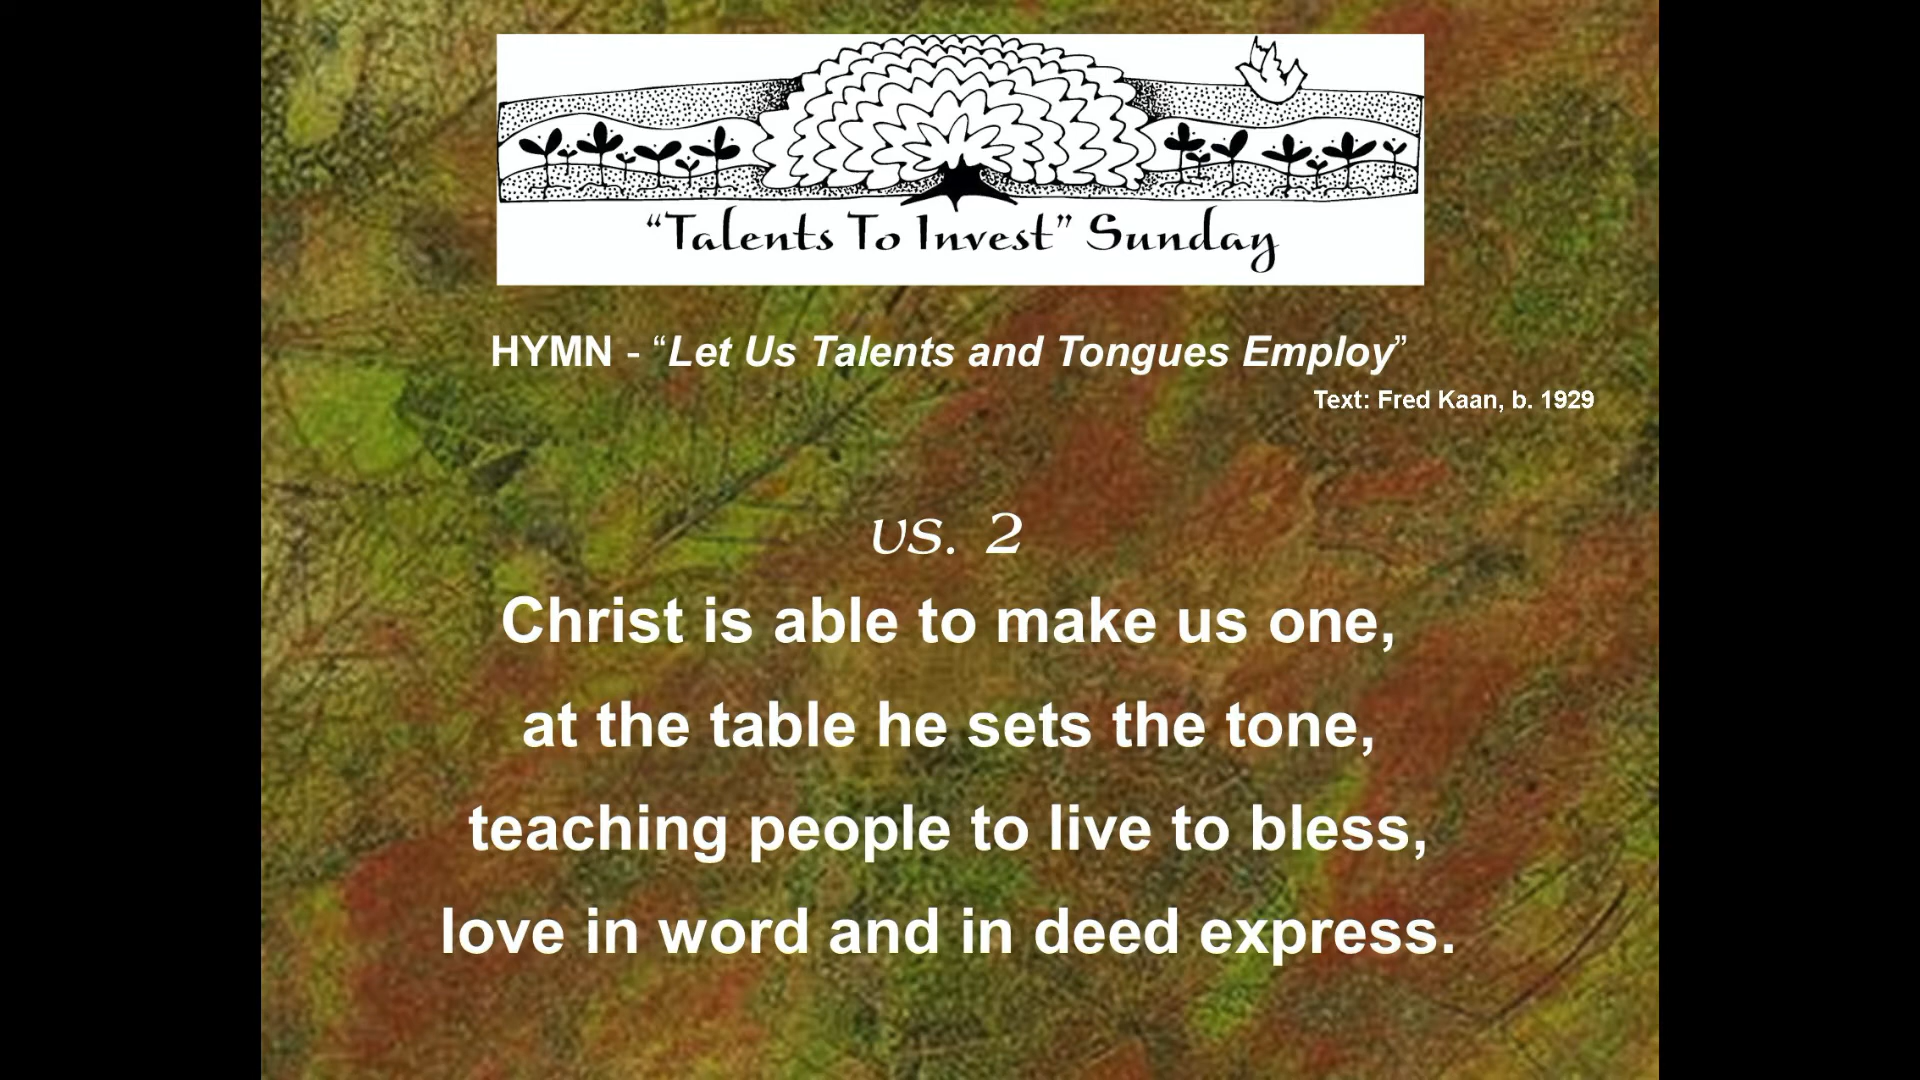 “Talents To Invest” Sunday
HYMN - “Let Us Talents and Tongues Employ”
Text: Fred Kaan, b. 1929
vs. 2
Christ is able to make us one,
at the table he sets the tone,
teaching people to live to bless,
love in word and in deed express.